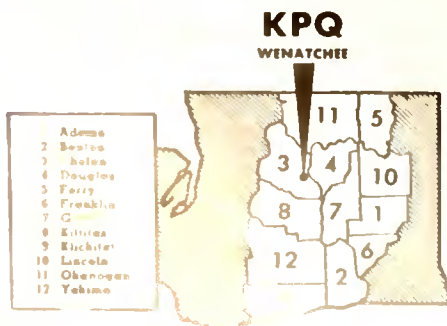 KPQ
WENATCHEE
Adams
2 Benton
3 helan
4 Douglas
5 Ferry
6 Franklin
7 G
8 Kittitas
9 Klickitat
10 Lincoln
11 Okanogan
12 Yakima
11
5
3
4
10
8
7
1
12
6
2